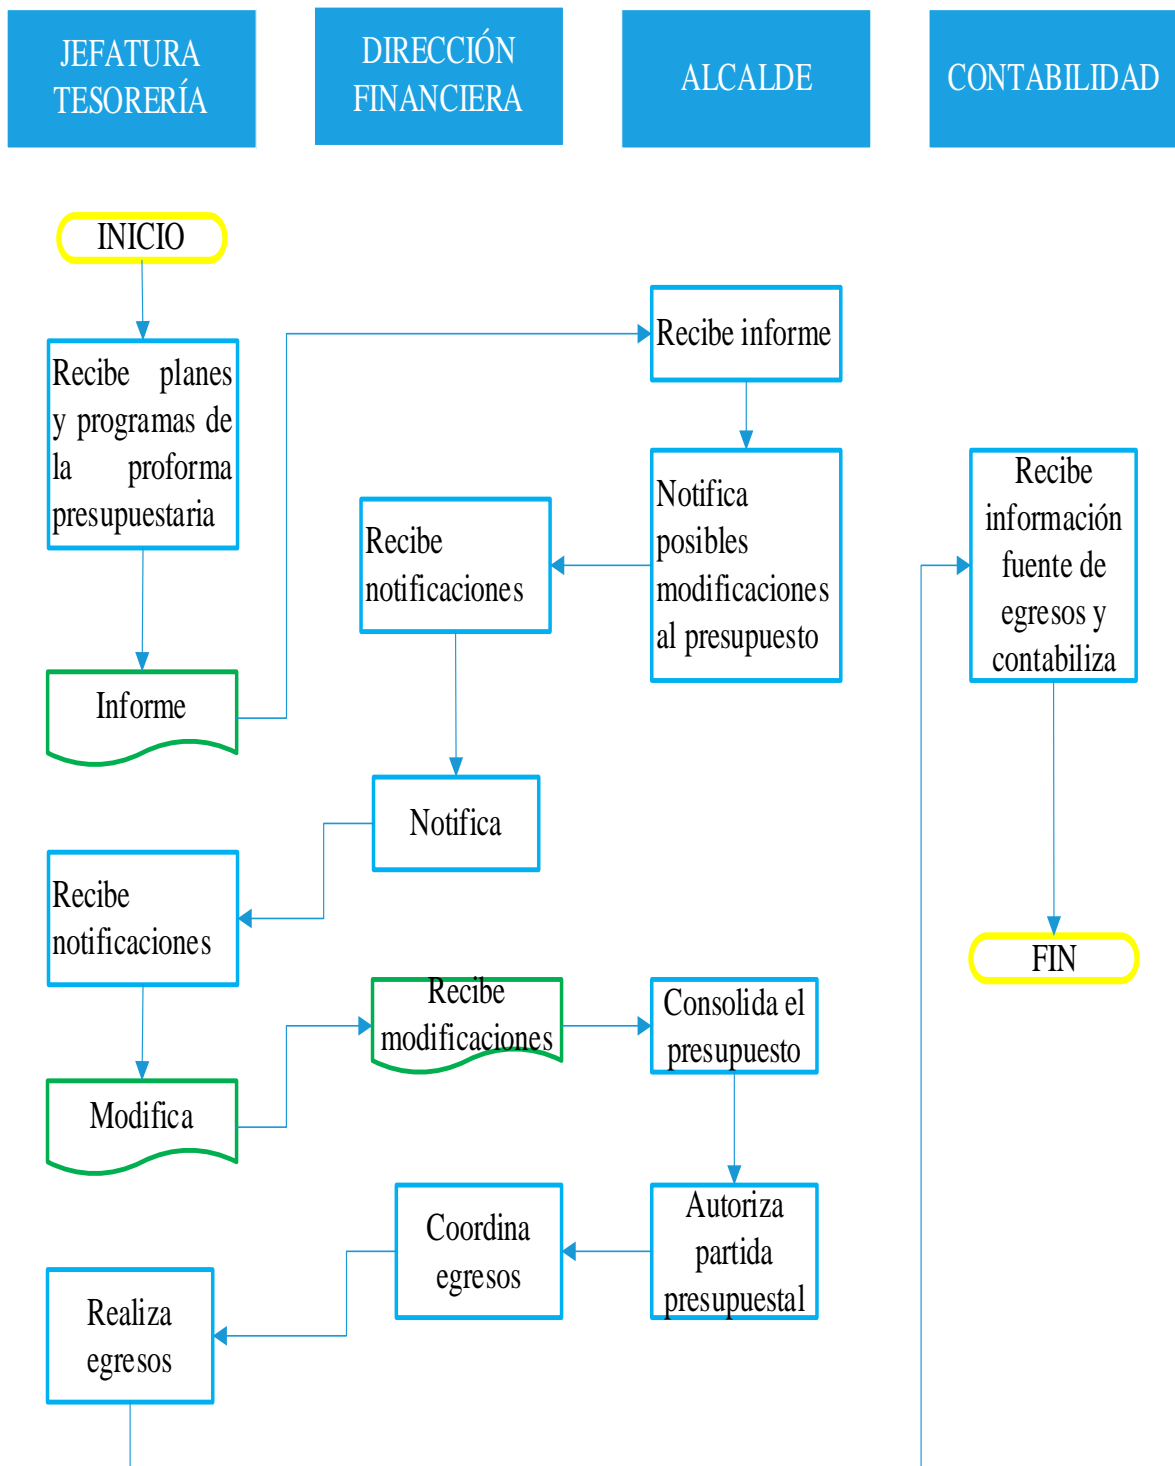 JEFATURA
TESORERÍA
DIRECCIÓN
FINANCIERA
ALCALDE
CONTABILIDAD
INICIO
Recibe planes
y programas de
la proforma
presupuestaria
Informe
Recibe informe
Notifica
posibles
modificaciones
al presupuesto
Recibe
notificaciones
Notifica
Recibe
notificaciones
Modifica
Recibe
modificaciones
Consolida el
presupuesto
Autoriza
partida
presupuestal
Coordina
egresos
Realiza
egresos
Recibe
información
fuente de
egresos y
contabiliza
FIN